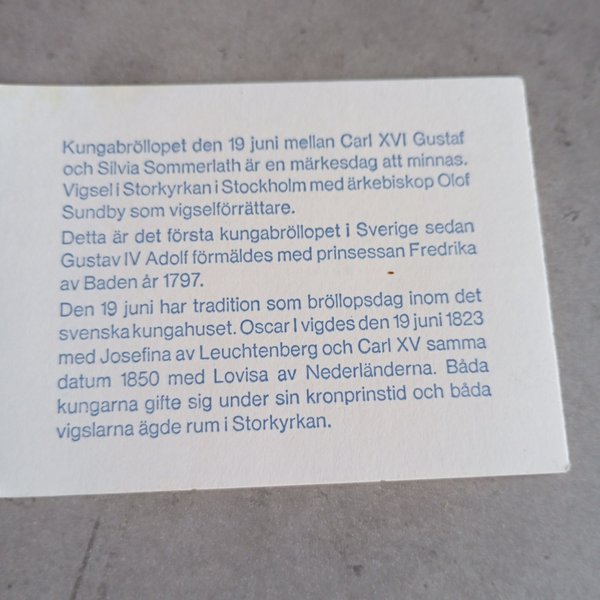 Kungabröllopet den 19 juni mellan Carl XVI Gustaf
och Silvia Sommerlath är en märkesdag att minnas.
Vigsel i Storkyrkan i Stockholm med ärkebiskop Olof
Sundby som vigselförrättare.
Detta är det första kungabröllopet i Sverige sedan
Gustav IV Adolf förmäldes med prinsessan Fredrika
av Baden år 1797.
Den 19 juni har tradition som bröllopsdag inom det
svenska kungahuset. Oscar I vigdes den 19 juni 1823
med Josefina av Leuchtenberg och Carl XV samma
datum 1850 med Lovisa av Nederländerna. Båda
kungarna gifte sig under sin kronprinstid och båda
vigslarna ägde rum i Storkyrkan.